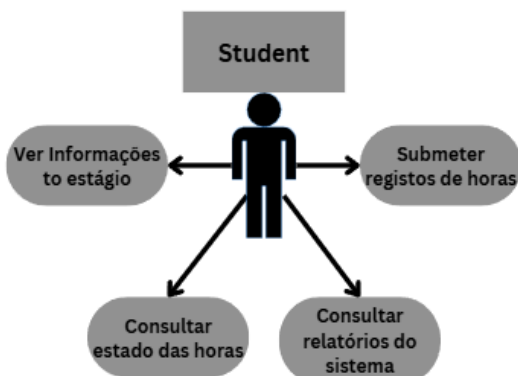 Student
Ver Informações
to estágio
Submeter
registos de horas
Consultar
estado das horas
Consultar
relatórios do
sistema